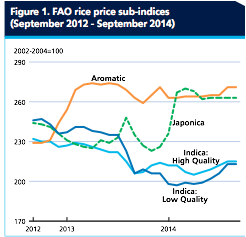 Figure 1. FAO rice price sub-indices
(September 2012 - September 2014)
2002-2004=100
290
Aromatic
260
Japonica
230
Indica:
High Quality
200
Indica:
Low Quality
170
2012
2013
2014